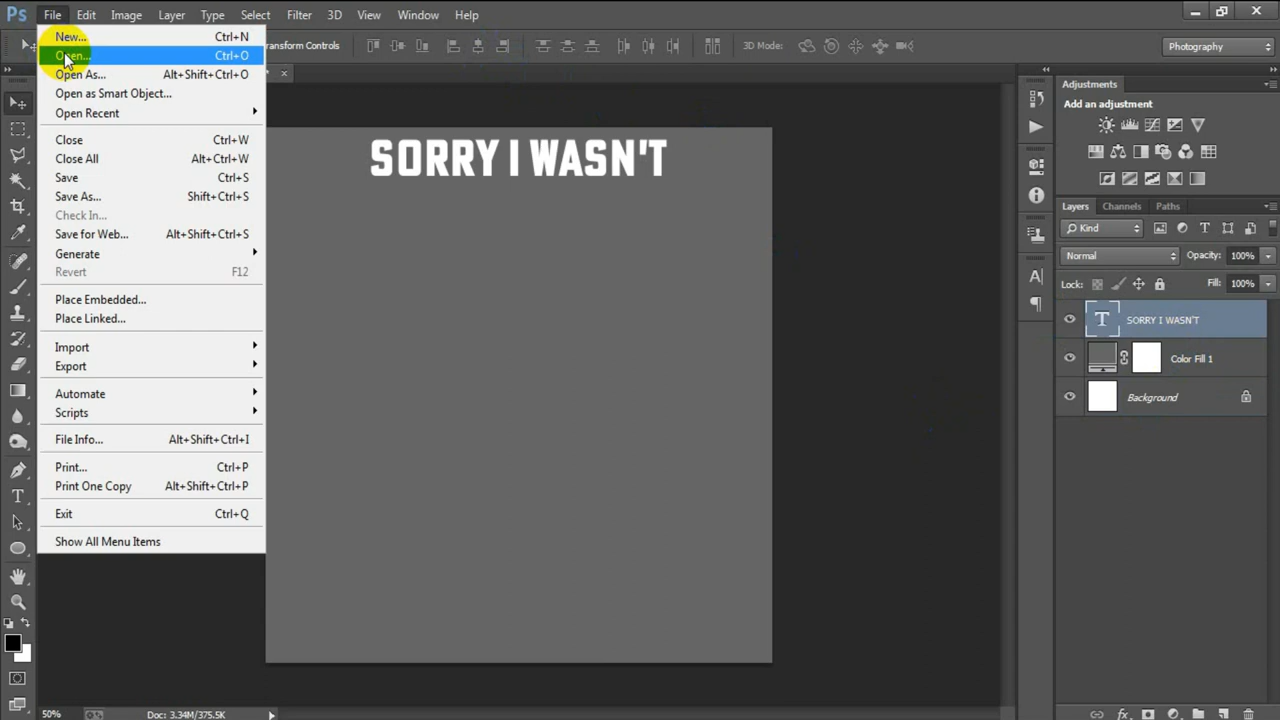 Ps File Edit Image Layer Type Select Filter 3D View Window Help
New... Ctrl+N
Open... Ctrl+O
Open As... Alt+Shift+Ctrl+O
Open as Smart Object...
Open Recent
Close Ctrl+W
Close All Alt+Ctrl+W
Save Ctrl+S
Save As... Shift+Ctrl+S
Check In...
Save for Web... Alt+Shift+Ctrl+S
Generate
Revert F12
Place Embedded...
Place Linked...
Import
Export
Automate
Scripts
File Info... Alt+Shift+Ctrl+I
Print... Ctrl+P
Print One Copy Alt+Shift+Ctrl+P
Exit Ctrl+Q
Show All Menu Items
Transform Controls 3D Mode: Photography
SORRY I WASN'T
Adjustments
Add an adjustment
Layers Channels Paths
Kind
Normal Opacity: 100%
Lock: Fill: 100%
T SORRY I WASN'T
Color Fill 1
Background
50% Doc: 3.34M/375.5K